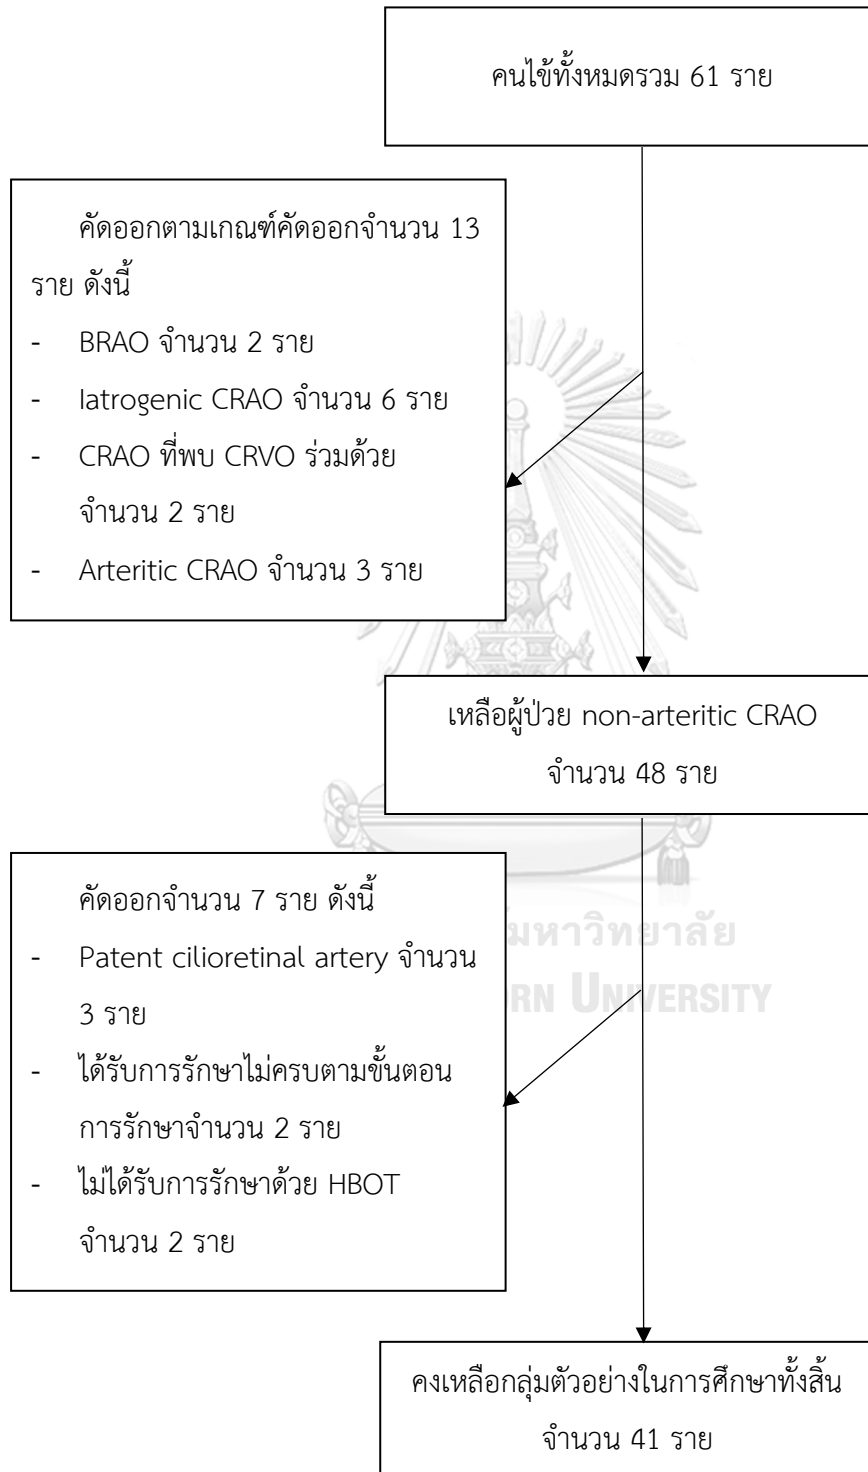 คนไข้ทั้งหมดรวม 61 ราย
คัดออกตามเกณฑ์คัดออกจำนวน 13
ราย ดังนี้
- BRAO จำนวน 2 ราย
- Iatrogenic CRAO จำนวน 6 ราย
- CRAO ที่พบ CRVO ร่วมด้วย
จำนวน 2 ราย
- Arteritic CRAO จำนวน 3 ราย
เหลือผู้ป่วย non-arteritic CRAO
จำนวน 48 ราย
คัดออกจำนวน 7 ราย ดังนี้
- Patent cilioretinal artery จำนวน
3 ราย
- ได้รับการรักษาไม่ครบตามขั้นตอน
การรักษาจำนวน 2 ราย
- ไม่ได้รับการรักษาด้วย HBOT
จำนวน 2 ราย
มหาวิทยาลัย
RN UNIVERSITY
คงเหลือกลุ่มตัวอย่างในการศึกษาทั้งสิ้น
จำนวน 41 ราย